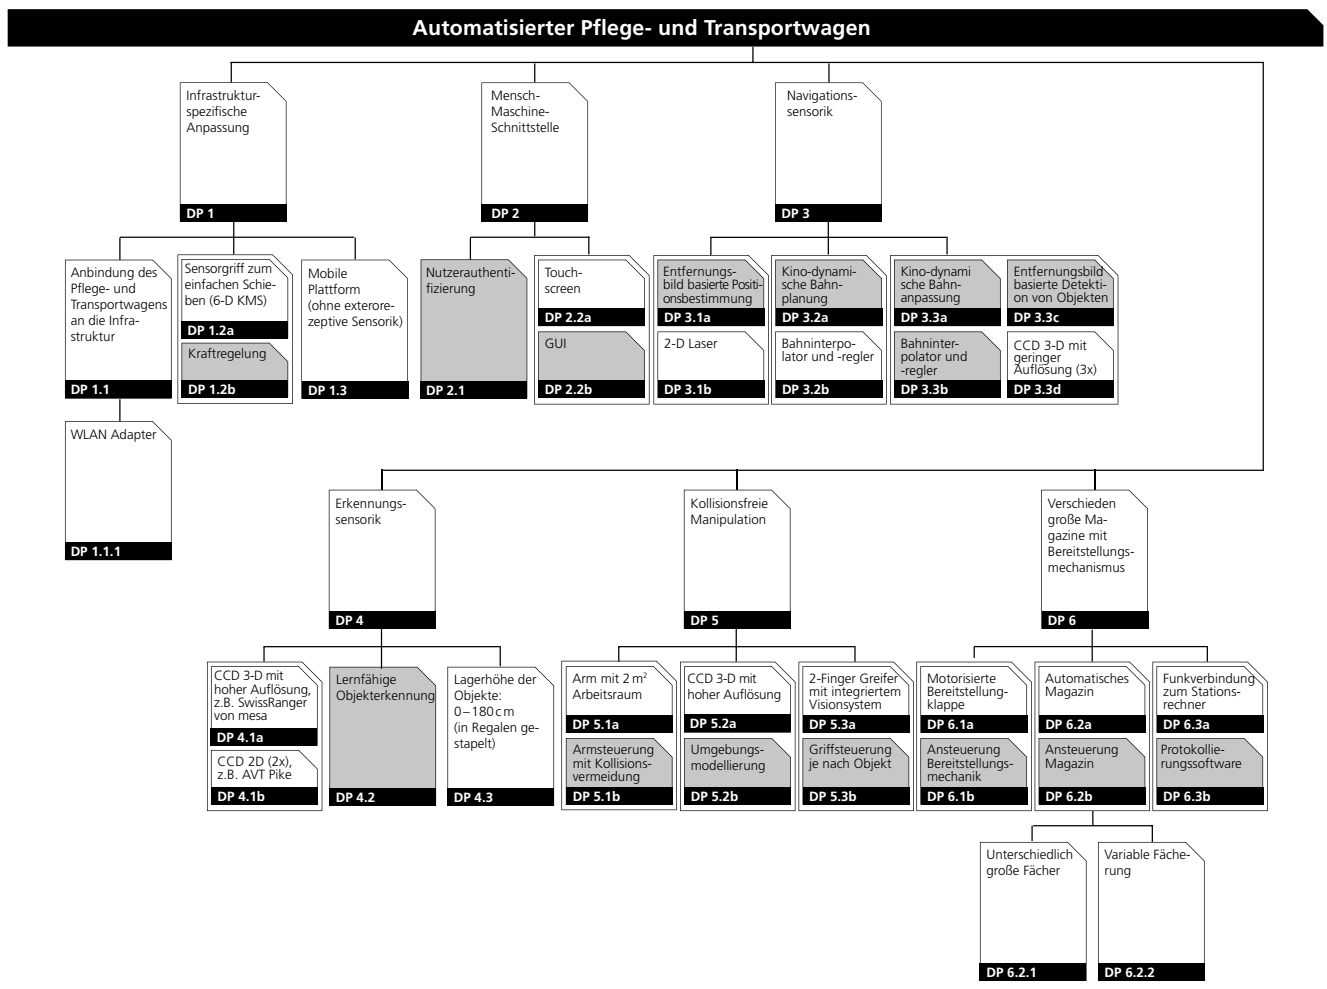 Automatisierter Pflege- und Transportwagen
Infrastruktur-
spezifische
Anpassung
DP 1
Mensch-
Maschine-
Schnittstelle
DP 2
Navigations-
sensorik
DP 3
Anbindung des
Pflege- und
Transportwagens
an die Infra-
struktur
DP 1.1
Sensorgriff zum
einfachen Schie-
ben (6-D KMS)
DP 1.2a
Kraftregelung
DP 1.2b
Mobile
Plattform
(ohne exterore-
zeptive Sensorik)
DP 1.3
Nutzerauthenti-
fizierung
DP 2.1
Touch-
screen
DP 2.2a
GUI
DP 2.2b
Entfernungs-
bild basierte Positi-
onsbestimmung
DP 3.1a
2-D Laser
DP 3.1b
Kino-dynami-
sche Bahn-
planung
DP 3.2a
Bahninterpo-
lator und -regler
DP 3.2b
Kino-dynami
sche Bahn-
anpassung
DP 3.3a
Bahninter-
polator und
-regler
DP 3.3b
Entfernungsbild
basierte Detekti-
on von Objekten
DP 3.3c
CCD 3-D mit
geringer
Auflösung (3x)
DP 3.3d
WLAN Adapter
DP 1.1.1
Erkennungs-
sensorik
DP 4
Kollisionsfreie
Manipulation
DP 5
Verschieden
große Ma-
gazine mit
Bereitstellungs-
mechanismus
DP 6
CCD 3-D mit
hoher Auflösung,
z.B. SwissRanger
von mesa
DP 4.1a
CCD 2D (2x),
z.B. AVT Pike
DP 4.1b
Lernfähige
Objekterkennung
DP 4.2
Lagerhöhe der
Objekte:
0–180 cm
(in Regalen ge-
stapelt)
DP 4.3
Arm mit 2 m²
Arbeitsraum
DP 5.1a
Armsteuerung
mit Kollisions-
vermeidung
DP 5.1b
CCD 3-D mit
hoher Auflösung
DP 5.2a
Umgebungs-
modellierung
DP 5.2b
2-Finger Greifer
mit integriertem
Visionsystem
DP 5.3a
Griffsteuerung
je nach Objekt
DP 5.3b
Motorisierte
Bereitstellung-
klappe
DP 6.1a
Ansteuerung
Bereitstellungs-
mechanik
DP 6.1b
Automatisches
Magazin
DP 6.2a
Ansteuerung
Magazin
DP 6.2b
Funkverbindung
zum Stations-
rechner
DP 6.3a
Protokollie-
rungssoftware
DP 6.3b
Unterschiedlich
große Fächer
DP 6.2.1
Variable Fäche-
rung
DP 6.2.2